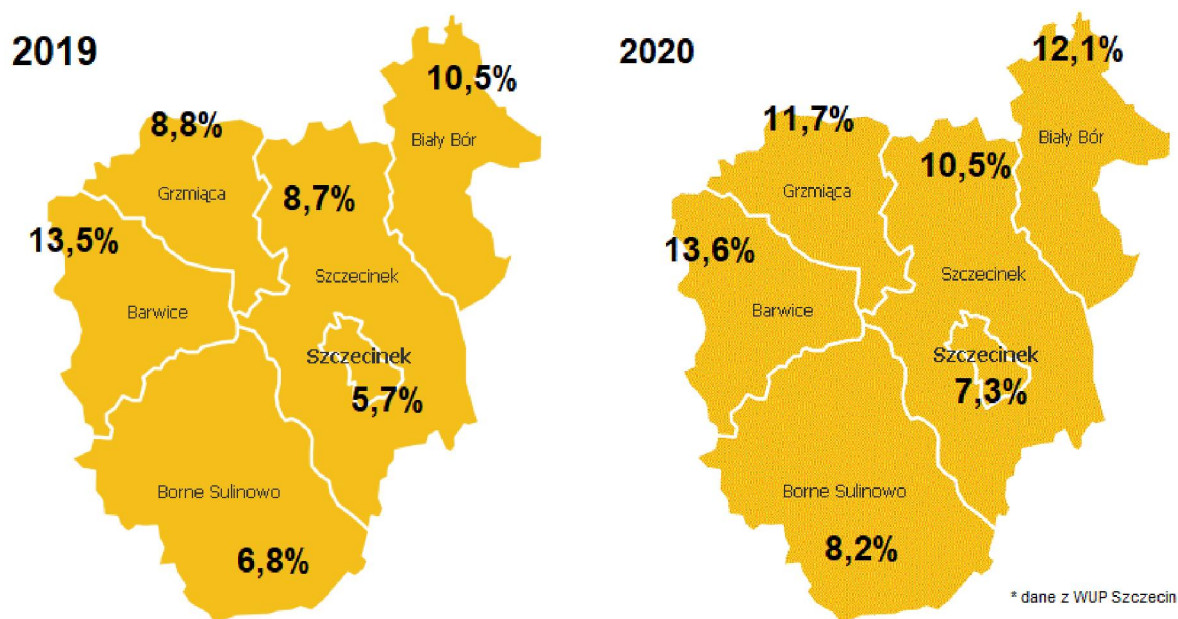 2019
10,5%
8,8%
Biały Bór
Grzmiąca
8,7%
13,5%
Szczecinek
Barwice
Szczecinek
5,7%
Borne Sulinowo
6,8%
2020
12,1%
11,7%
Biały Bór
10,5%
Grzmiąca
13,6%
Szczecinek
Barwice
Szczecinek
7,3%
Borne Sulinowo
8,2%
* dane z WUP Szczecin